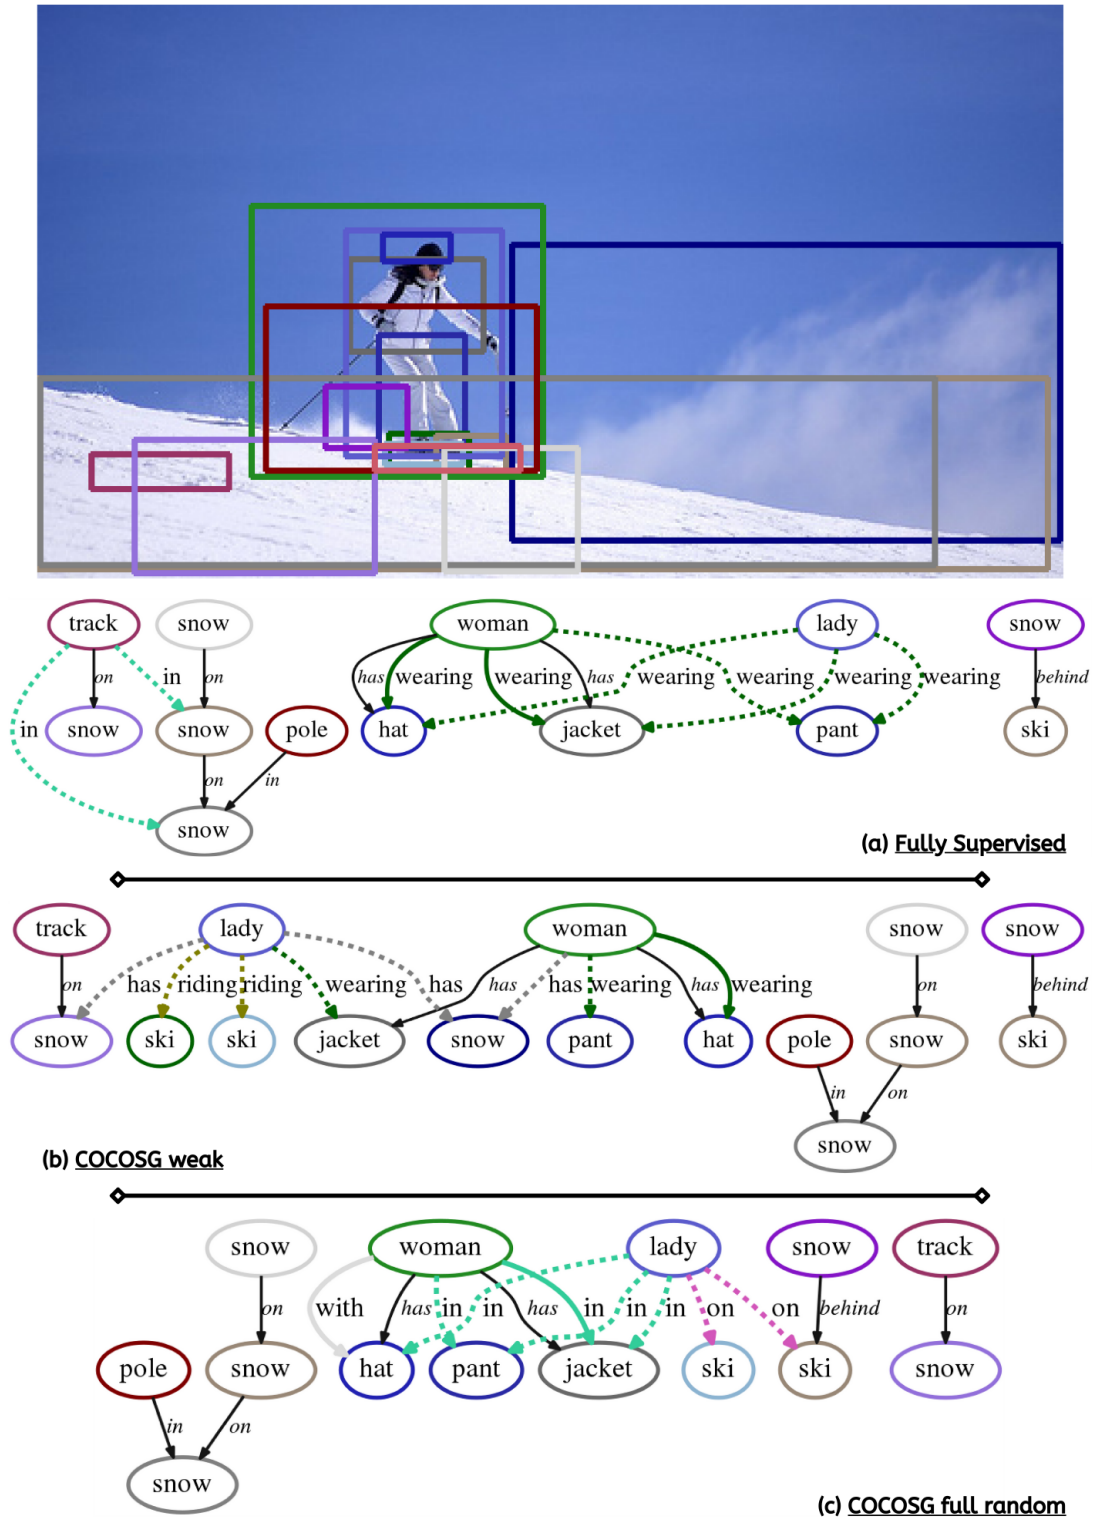 track snow woman lady snow
in on in on has wearing wearing has wearing wearing wearing wearing behind
snow snow pole hat jacket pant ski
on in
snow
(a) Fully Supervised
track lady woman snow snow
on has riding riding wearing has has has wearing has wearing on behind
snow ski ski jacket snow pant hat pole snow ski
in on
snow
(b) COCOSG weak
snow woman lady snow track
on with has in in has in in in on on behind on
pole snow hat pant jacket ski ski snow
in on
snow
(c) COCOSG full random